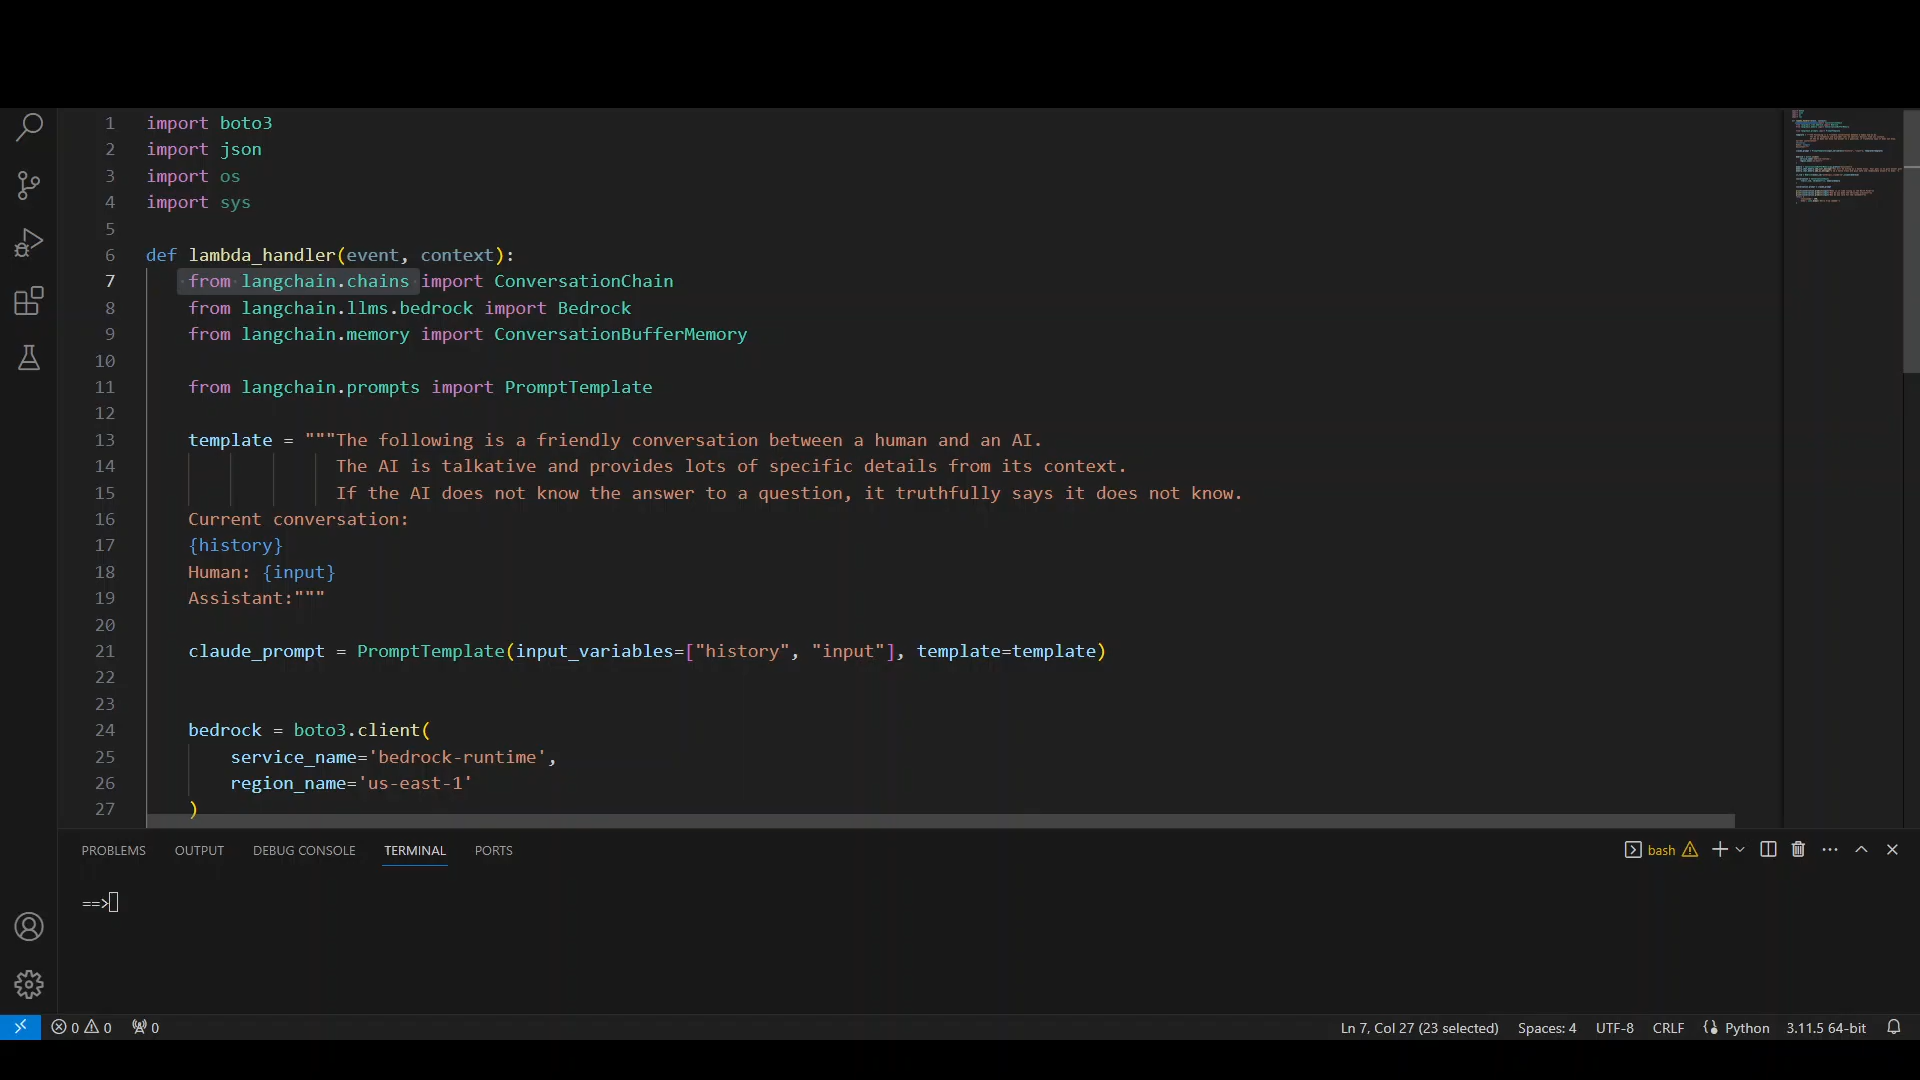 1 import boto3
2 import json
3 import os
4 import sys
5
6 def lambda_handler(event, context):
7     from langchain.chains import ConversationChain
8     from langchain.llms.bedrock import Bedrock
9     from langchain.memory import ConversationBufferMemory
10
11     from langchain.prompts import PromptTemplate
12
13     template = """The following is a friendly conversation between a human and an AI.
14                   The AI is talkative and provides lots of specific details from its context.
15                   If the AI does not know the answer to a question, it truthfully says it does not know.
16     Current conversation:
17     {history}
18     Human: {input}
19     Assistant:"""
20
21     claude_prompt = PromptTemplate(input_variables=["history", "input"], template=template)
22
23
24     bedrock = boto3.client(
25         service_name='bedrock-runtime',
26         region_name='us-east-1'
27     )
PROBLEMS OUTPUT DEBUG CONSOLE TERMINAL PORTS bash
==>
0 0 0 Ln 7, Col 27 (23 selected) Spaces: 4 UTF-8 CRLF Python 3.11.5 64-bit